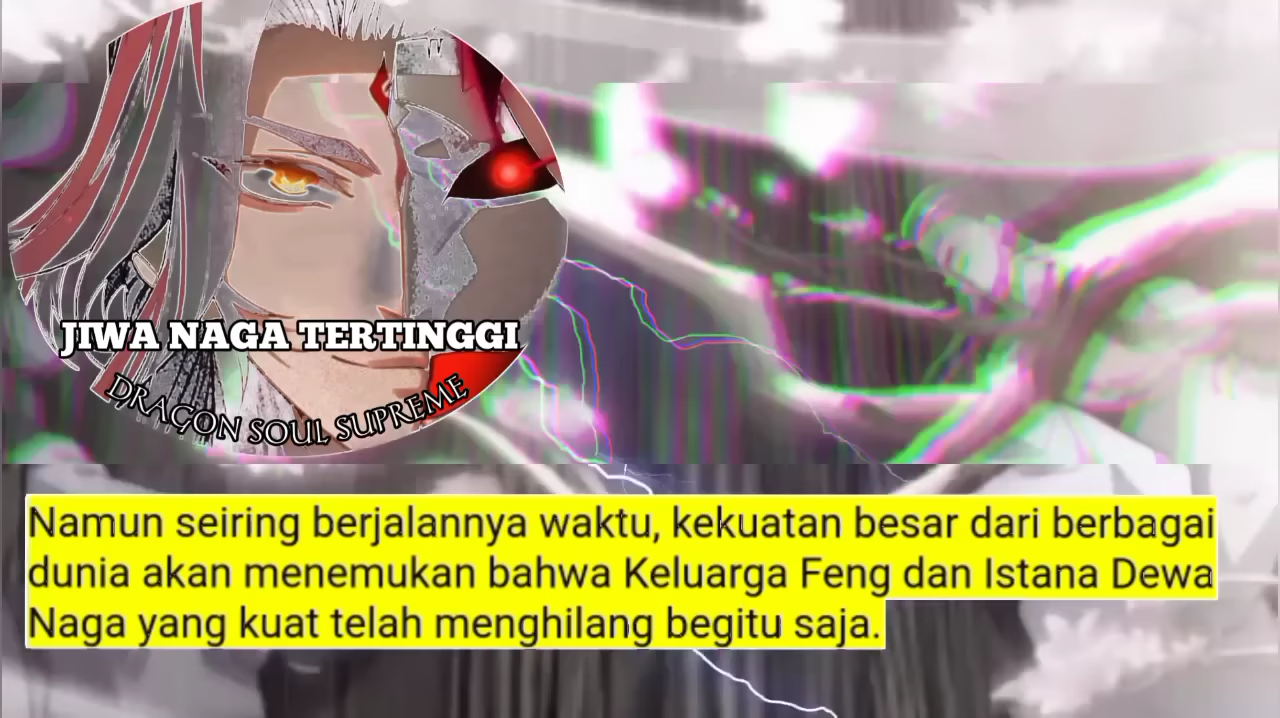 JIWA NAGA TERTINGGI
DRAGON SOUL SUPREME
Namun seiring berjalannya waktu, kekuatan besar dari berbagai
dunia akan menemukan bahwa Keluarga Feng dan Istana Dewa
Naga yang kuat telah menghilang begitu saja.